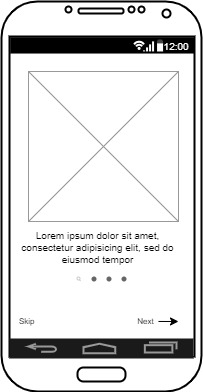 12:00
Lorem ipsum dolor sit amet,
consectetur adipisicing elit, sed do
eiusmod tempor
Skip Next